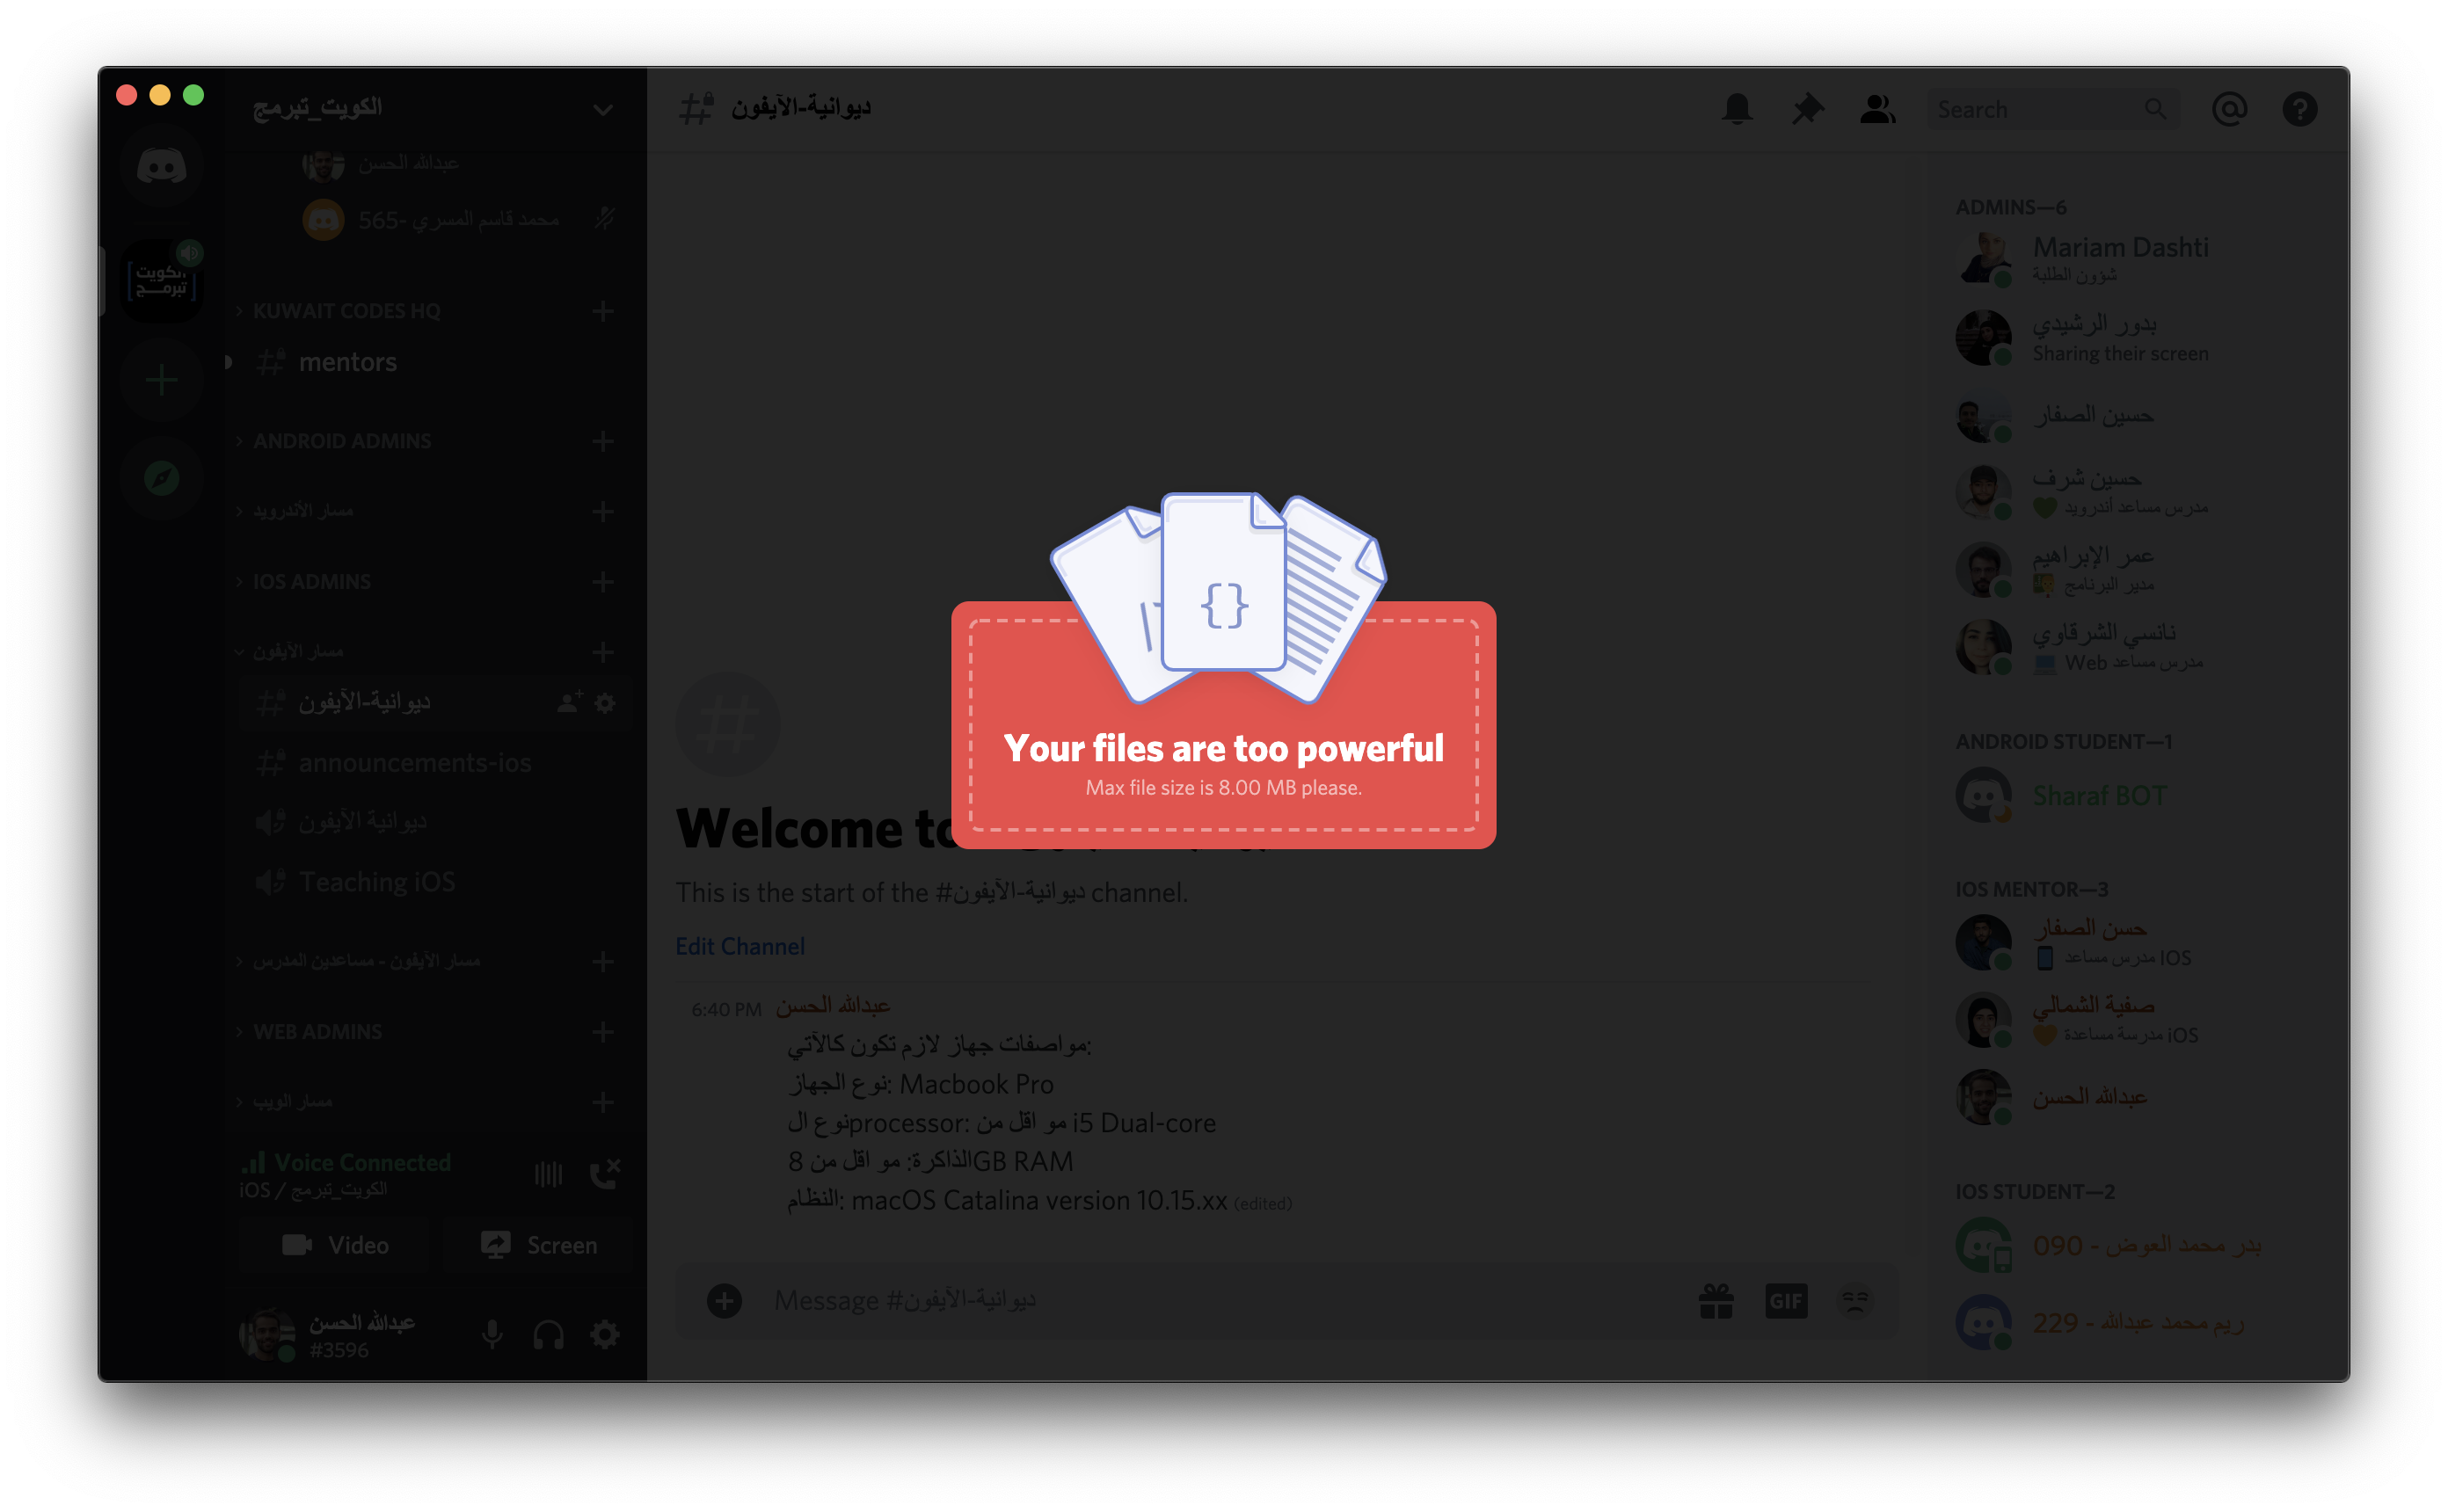 الكويت_تبرمج
عبدالله الحسن
محمد قاسم المسري -565
الكويت
تبرمج
KUWAIT CODES HQ
mentors
ANDROID ADMINS
مسار الأندرويد
IOS ADMINS
مسار الآيفون
ديوانية-الآيفون
announcements-ios
ديوانية الآيفون
Teaching iOS
مسار الآيفون - مساعدين المدرس
WEB ADMINS
مسار الويب
Voice Connected
iOS / الكويت_تبرمج
Video
Screen
عبدالله الحسن
#3596
ديوانية-الآيفون
Search
{}
Your files are too powerful
Max file size is 8.00 MB please.
Welcome to
This is the start of the #ديوانية-الآيفون channel.
Edit Channel
6:40 PM عبدالله الحسن
مواصفات جهاز لازم تكون كالآتي:
نوع الجهاز: Macbook Pro
نوع الprocessor: مو اقل من i5 Dual-core
الذاكرة: مو اقل من 8GB RAM
النظام: macOS Catalina version 10.15.xx (edited)
Message #ديوانية-الآيفون
GIF
ADMINS—6
Mariam Dashti
شؤون الطلبة
بدور الرشيدي
Sharing their screen
حسين الصفار
حسين شرف
مدرس مساعد أندرويد 💚
عمر الإبراهيم
مدير البرنامج
نانسي الشرقاوي
مدرس مساعد Web 💻
ANDROID STUDENT—1
Sharaf BOT
IOS MENTOR—3
حسن الصفار
مدرس مساعد IOS 📱
صفية الشمالي
مدرسة مساعدة iOS 🧡
عبدالله الحسن
IOS STUDENT—2
بدر محمد العوض - 090
ريم محمد عبدالله - 229